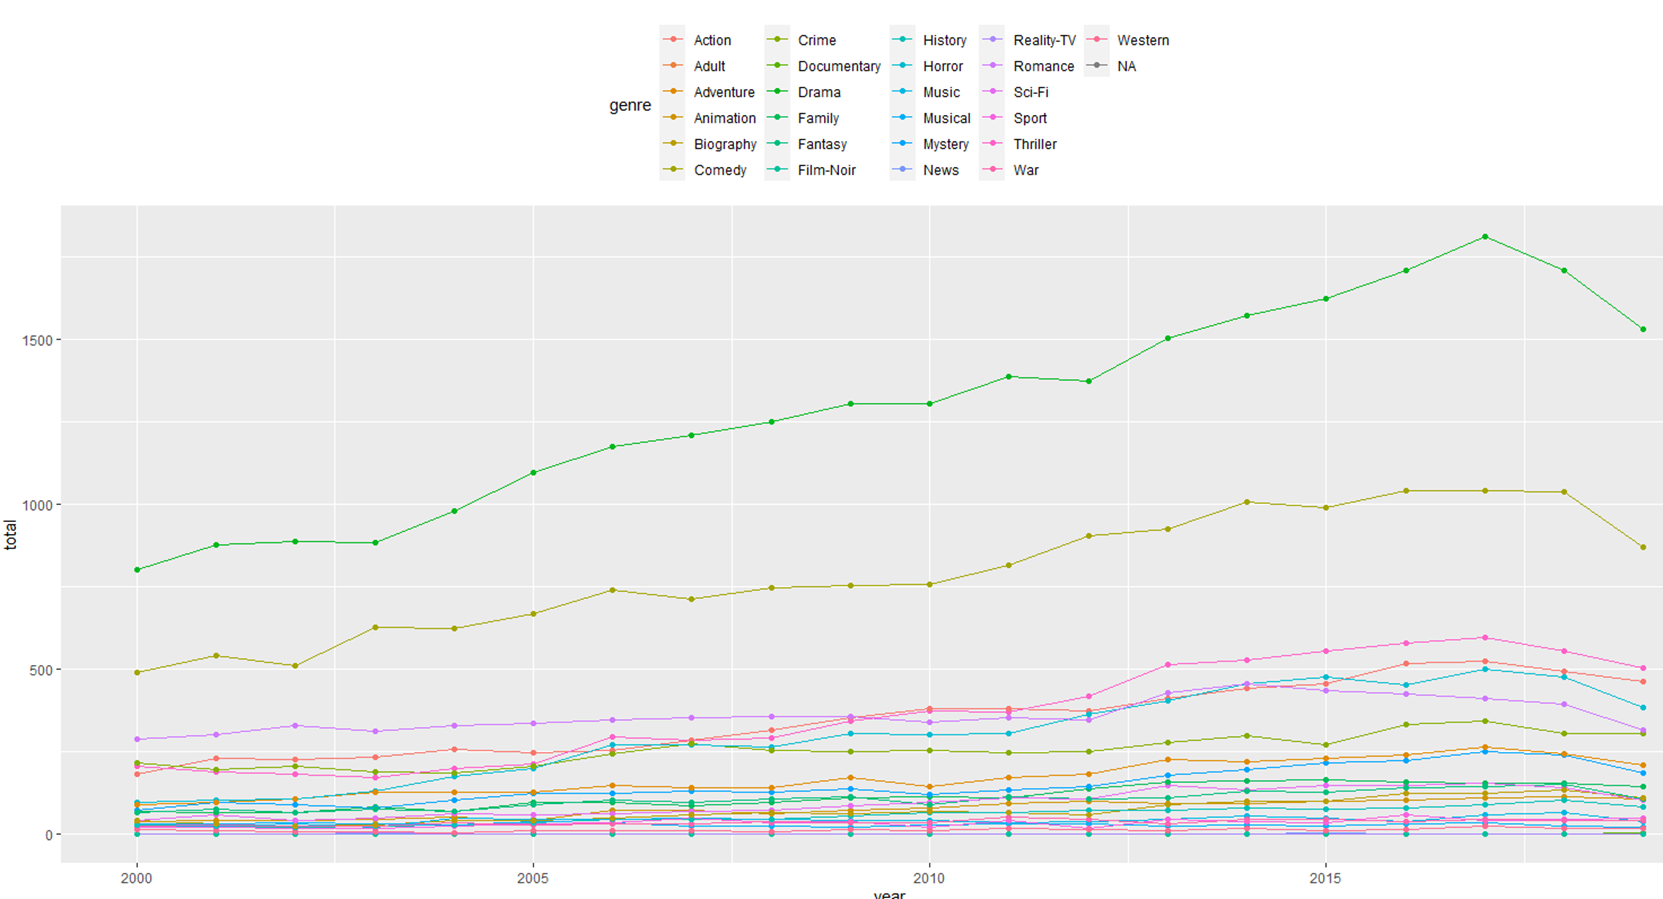 Action Crime History Reality-TV Western
Adult Documentary Horror Romance NA
Adventure Drama Music Sci-Fi
genre Animation Family Musical Sport
Biography Fantasy Mystery Thriller
Comedy Film-Noir News War
1500
1000
500
0
total
2000 2005 2010 2015
year